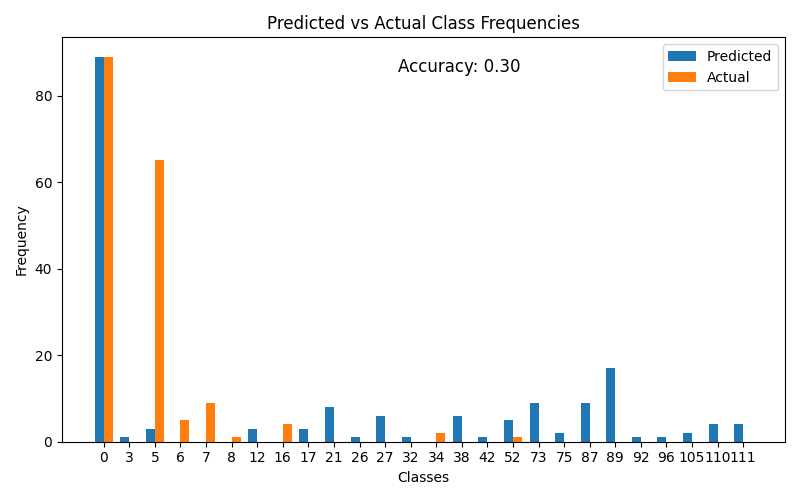 Predicted vs Actual Class Frequencies
Accuracy: 0.30
Predicted
Actual
Frequency
80
60
40
20
0
0 3 5 6 7 8 12 16 17 21 26 27 32 34 38 42 52 73 75 87 89 92 96 105 110 111
Classes